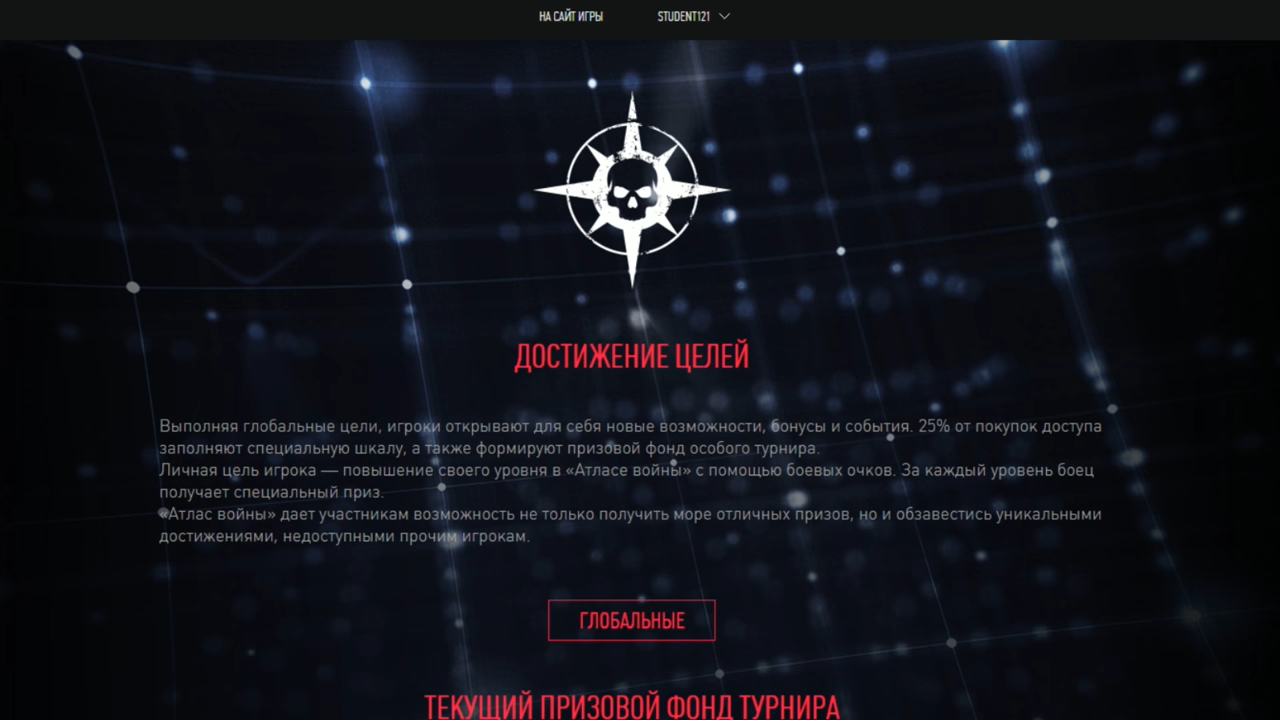 НА САЙТ ИГРЫ STUDENT121
ДОСТИЖЕНИЕ ЦЕЛЕЙ
Выполняя глобальные цели, игроки открывают для себя новые возможности, бонусы и события. 25% от покупок доступа
заполняют специальную шкалу, а также формируют призовой фонд особого турнира.
Личная цель игрока — повышение своего уровня в «Атласе войны» с помощью боевых очков. За каждый уровень боец
получает специальный приз.
«Атлас войны» дает участникам возможность не только получить море отличных призов, но и обзавестись уникальными
достижениями, недоступными прочим игрокам.
ГЛОБАЛЬНЫЕ
ТЕКУЩИЙ ПРИЗОВОЙ ФОНД ТУРНИРА